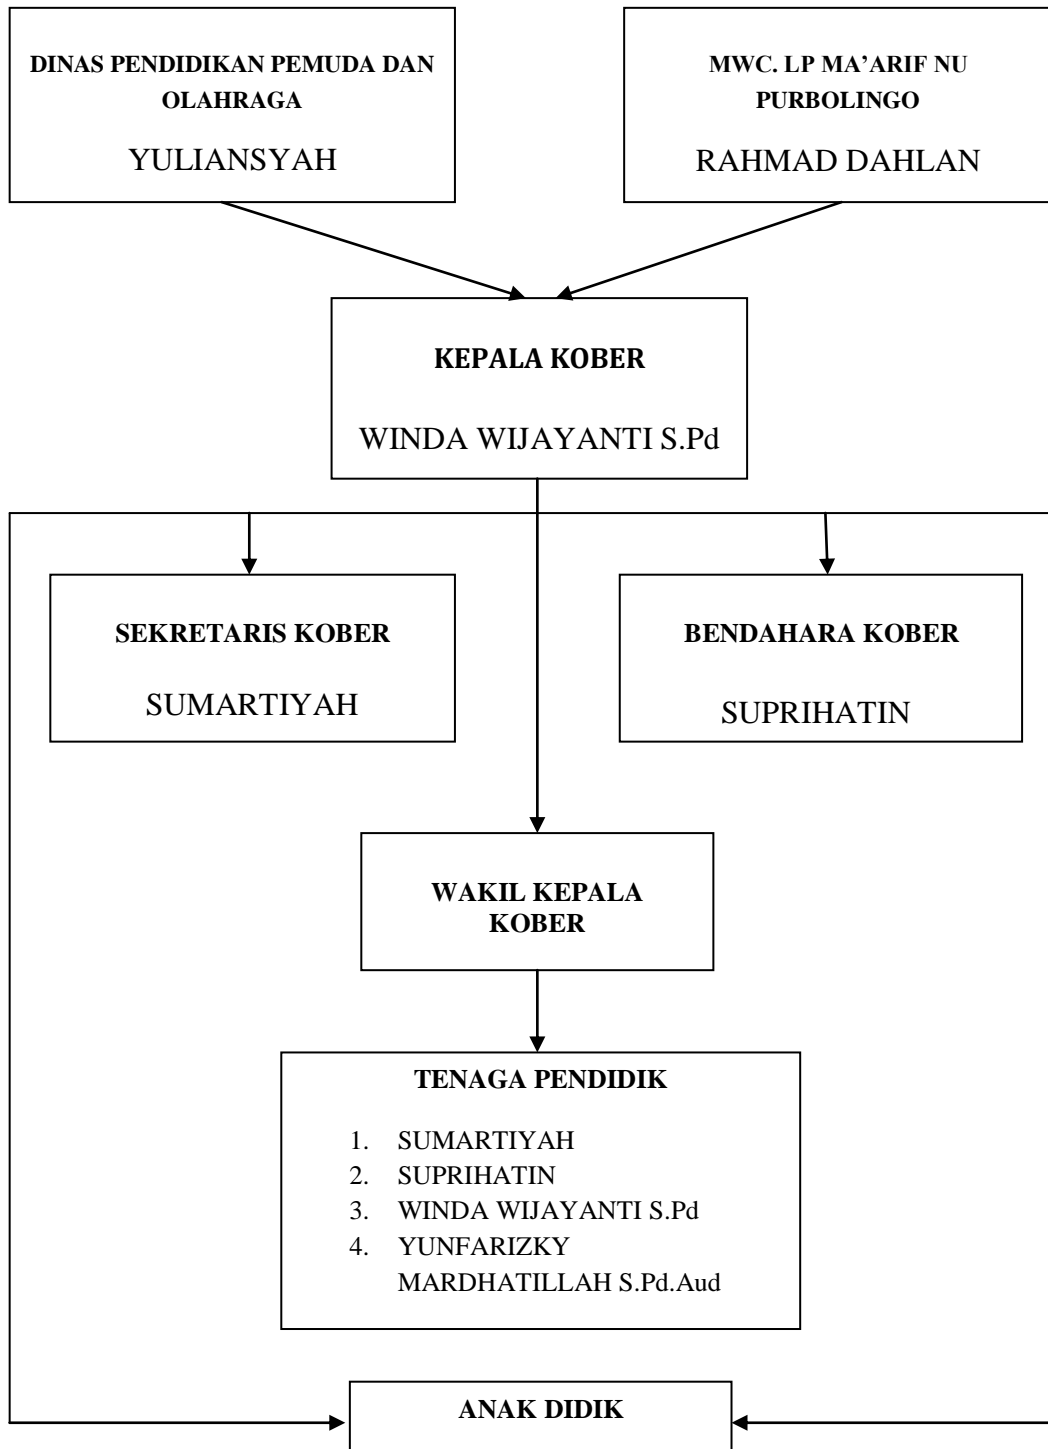 DINAS PENDIDIKAN PEMUDA DAN
OLAHRAGA
YULIANSYAH
MWC. LP MA’ARIF NU
PURBOLINGO
RAHMAD DAHLAN
KEPALA KOBER
WINDA WIJAYANTI S.Pd
SEKRETARIS KOBER
SUMARTIYAH
BENDAHARA KOBER
SUPRIHATIN
WAKIL KEPALA
KOBER
TENAGA PENDIDIK
1. SUMARTIYAH
2. SUPRIHATIN
3. WINDA WIJAYANTI S.Pd
4. YUNFARIZKY
MARDHATILLAH S.Pd.Aud
ANAK DIDIK